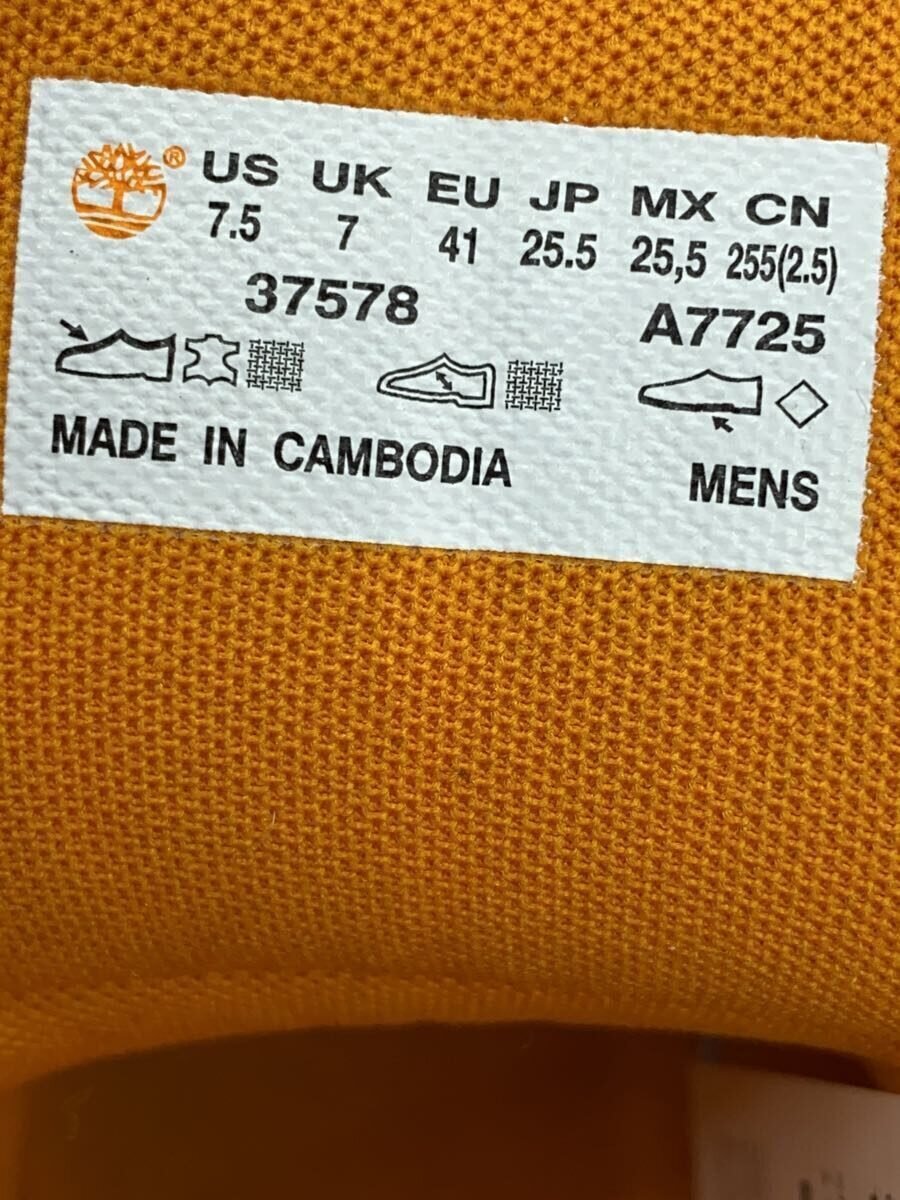 ® US UK EU JP MX CN
7.5 7 41 25.5 25,5 255(2.5)
37578 A7725
MADE IN CAMBODIA MENS